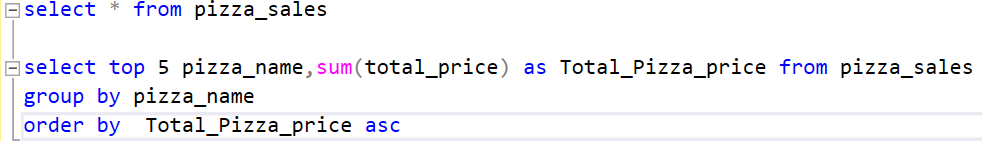 select * from pizza_sales
select top 5 pizza_name,sum(total_price) as Total_Pizza_price from pizza_sales
group by pizza_name
order by  Total_Pizza_price asc